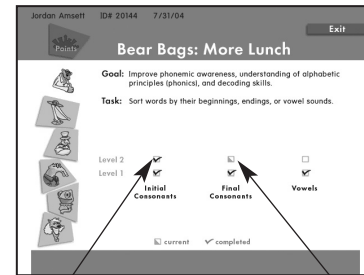 Jordan Amsett ID# 20144 7/31/04
Exit
Points
Bear Bags: More Lunch
Goal: Improve phonemic awareness, understanding of alphabetic
principles (phonics), and decoding skills.
Task: Sort words by their beginnings, endings, or vowel sounds.
Level 2
Level 1
Initial Final Vowels
Consonants Consonants
current completed